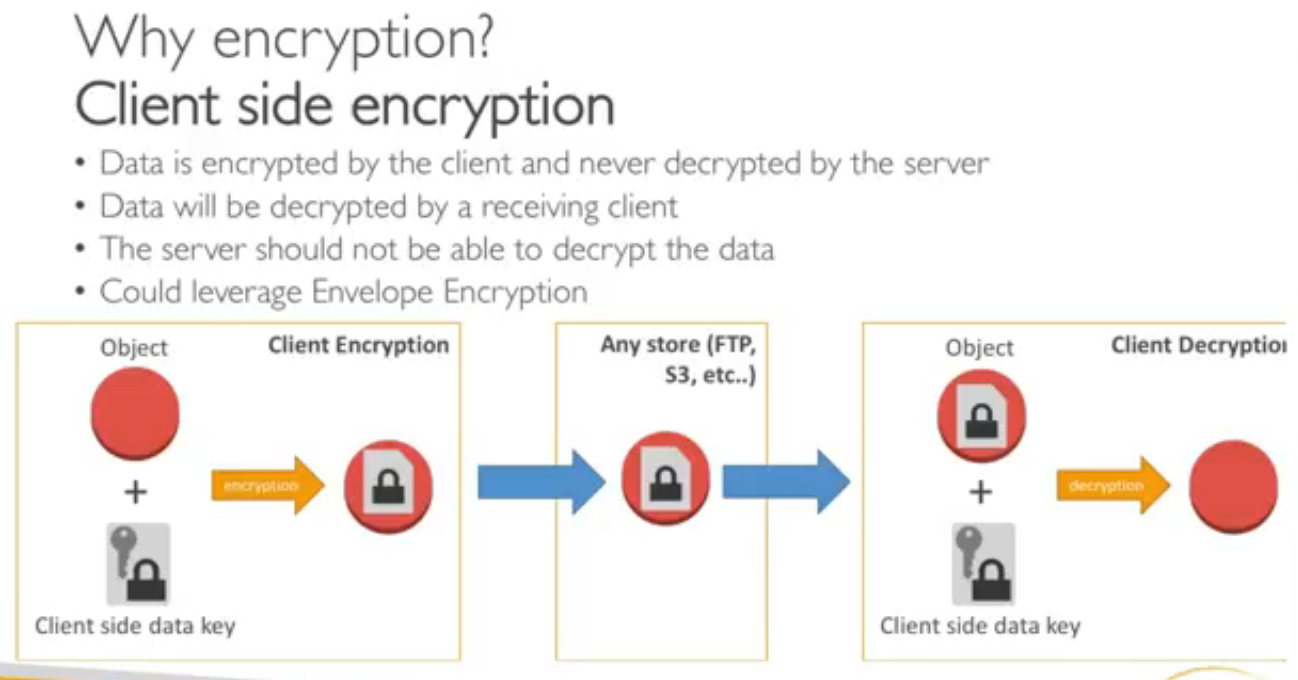 Why encryption?
Client side encryption
• Data is encrypted by the client and never decrypted by the server
• Data will be decrypted by a receiving client
• The server should not be able to decrypt the data
• Could leverage Envelope Encryption
Object
Client Encryption
+
encryption
Client side data key
Any store (FTP,
S3, etc..)
Object
Client Decryptio
+
decryption
Client side data key